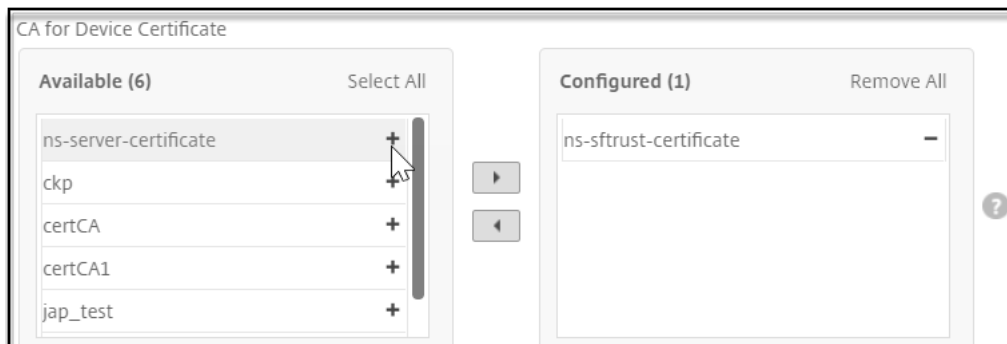 CA for Device Certificate
Available (6) Select All
ns-server-certificate +
ckp +
certCA +
certCA1 +
jap_test +
Configured (1) Remove All
ns-sftrust-certificate −
?